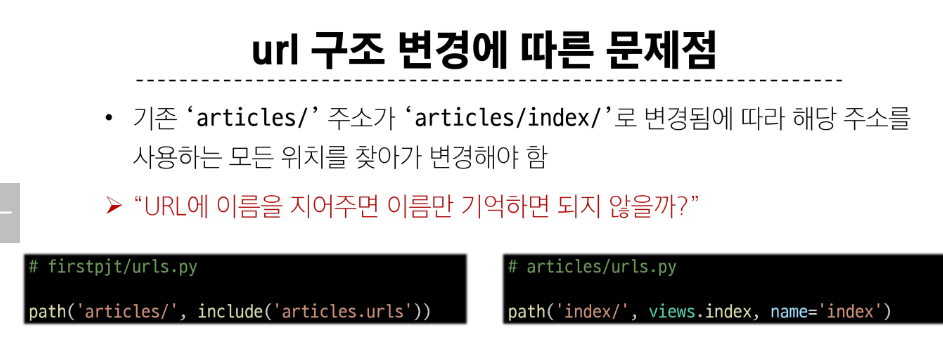 url 구조 변경에 따른 문제점
• 기존 ‘articles/’ 주소가 ‘articles/index/’로 변경됨에 따라 해당 주소를
사용하는 모든 위치를 찾아가 변경해야 함
➢ “URL에 이름을 지어주면 이름만 기억하면 되지 않을까?”
# firstpjt/urls.py
path('articles/', include('articles.urls'))
# articles/urls.py
path('index/', views.index, name='index')